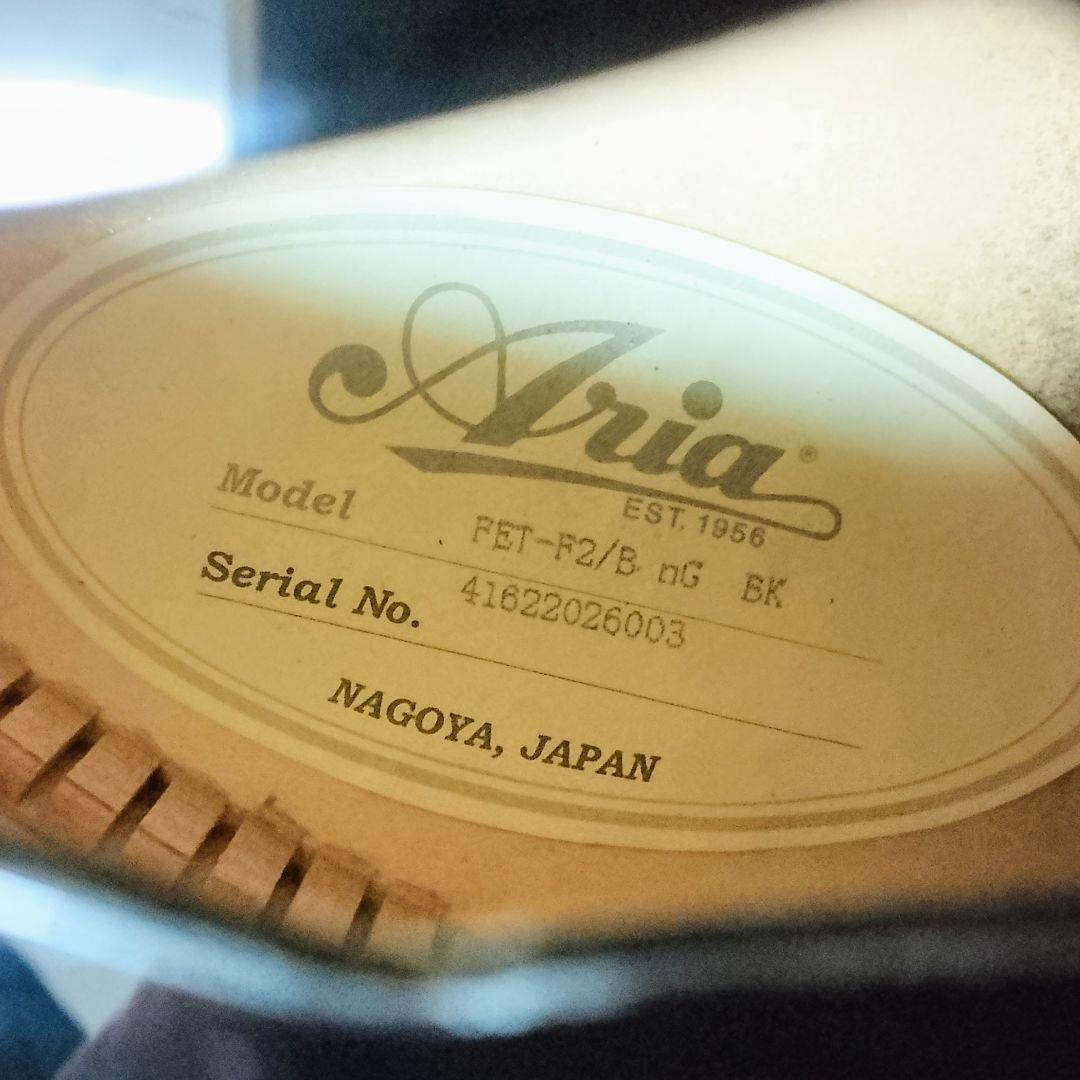 Aria®
EST. 1956
Model FET-F2/B nG BK
Serial No. 41622026003
NAGOYA, JAPAN